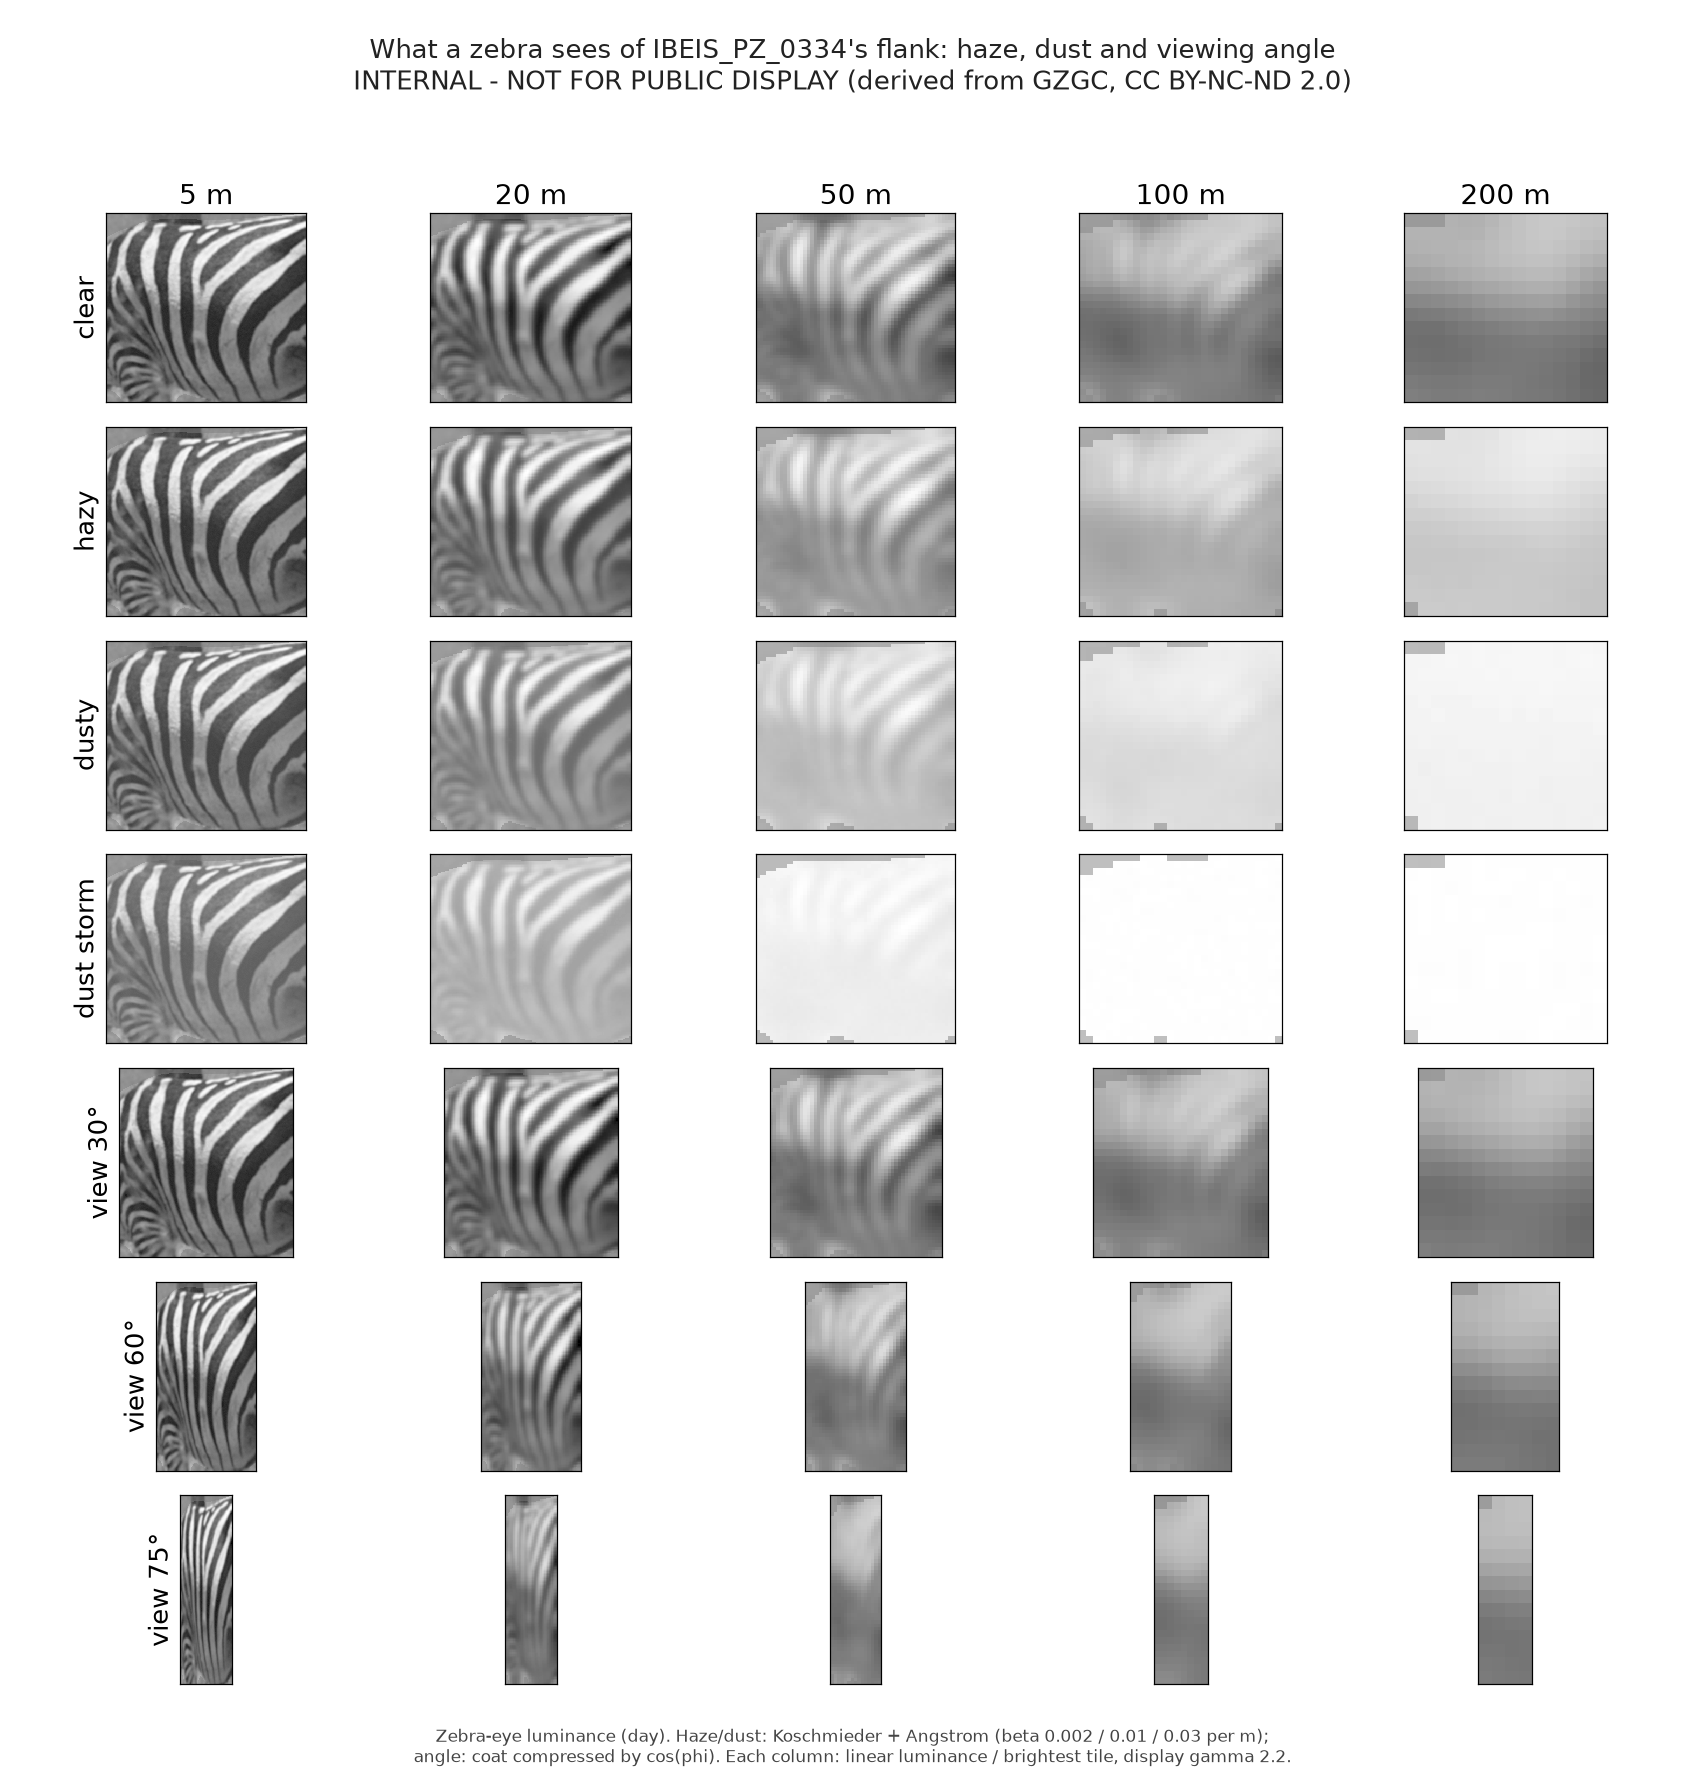 What a zebra sees of IBEIS_PZ_0334's flank: haze, dust and viewing angle
INTERNAL - NOT FOR PUBLIC DISPLAY (derived from GZGC, CC BY-NC-ND 2.0)
5 m 20 m 50 m 100 m 200 m
clear
hazy
dusty
dust storm
view 30°
view 60°
view 75°
Zebra-eye luminance (day). Haze/dust: Koschmieder + Angstrom (beta 0.002 / 0.01 / 0.03 per m);
angle: coat compressed by cos(phi). Each column: linear luminance / brightest tile, display gamma 2.2.